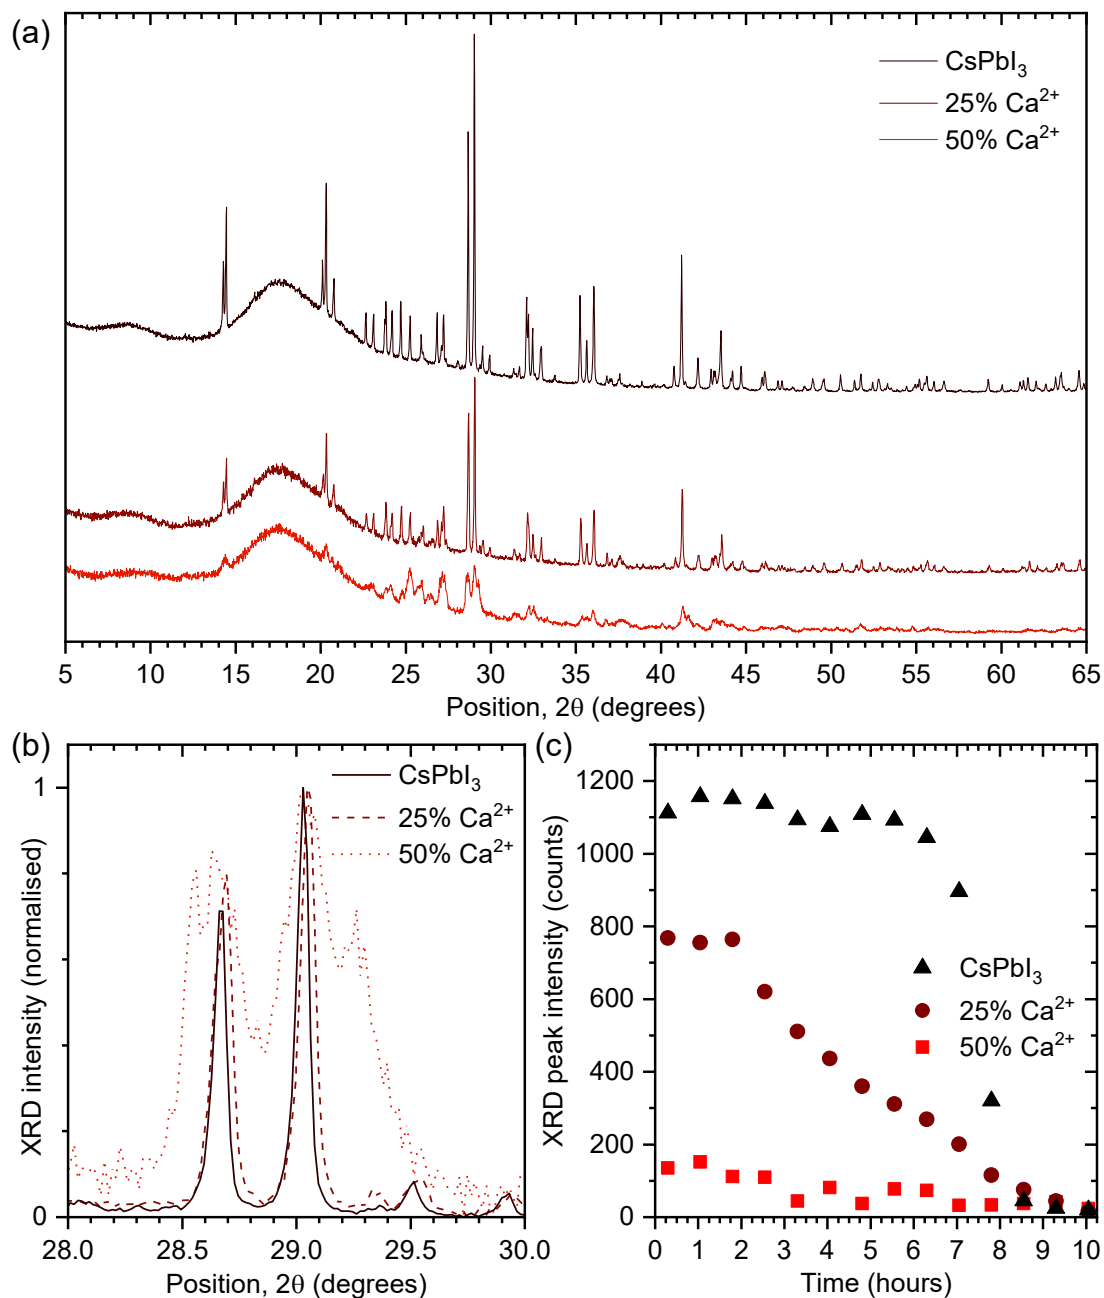 (a)
CsPbI₃
25% Ca²⁺
50% Ca²⁺
5 10 15 20 25 30 35 40 45 50 55 60 65
Position, 2θ (degrees)
(b)
CsPbI₃
25% Ca²⁺
50% Ca²⁺
1
0
XRD intensity (normalised)
28.0 28.5 29.0 29.5 30.0
Position, 2θ (degrees)
(c)
1200
1000
800
600
400
200
0
XRD peak intensity (counts)
CsPbI₃
25% Ca²⁺
50% Ca²⁺
0 1 2 3 4 5 6 7 8 9 10
Time (hours)